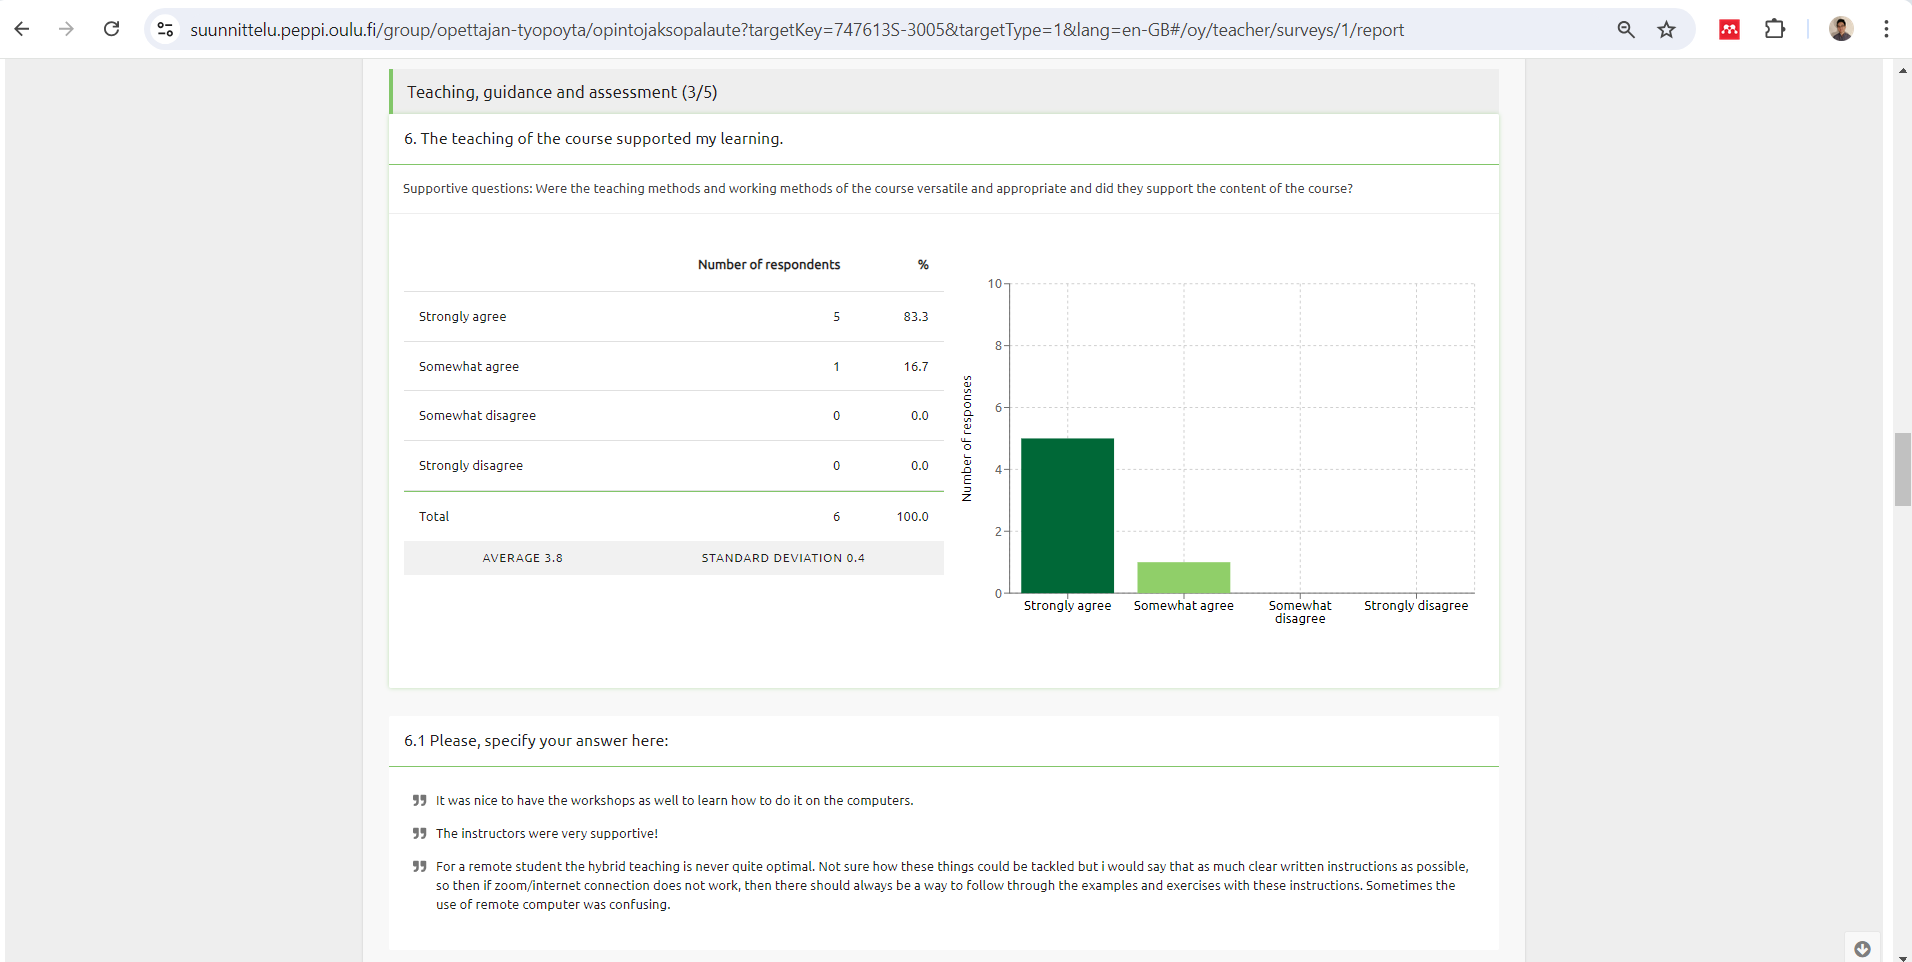 suunnittelu.peppi.oulu.fi/group/opettajan-tyopoyta/opintojaksopalaute?targetKey=747613S-3005&targetType=1&lang=en-GB#/oy/teacher/surveys/1/report
Teaching, guidance and assessment (3/5)
6. The teaching of the course supported my learning.
Supportive questions: Were the teaching methods and working methods of the course versatile and appropriate and did they support the content of the course?
Number of respondents %
Strongly agree 5 83.3
Somewhat agree 1 16.7
Somewhat disagree 0 0.0
Strongly disagree 0 0.0
Total 6 100.0
AVERAGE 3.8 STANDARD DEVIATION 0.4
Number of responses
10
8
6
4
2
0
Strongly agree Somewhat agree Somewhat disagree Strongly disagree
6.1 Please, specify your answer here:
It was nice to have the workshops as well to learn how to do it on the computers.
The instructors were very supportive!
For a remote student the hybrid teaching is never quite optimal. Not sure how these things could be tackled but i would say that as much clear written instructions as possible,
so then if zoom/internet connection does not work, then there should always be a way to follow through the examples and exercises with these instructions. Sometimes the
use of remote computer was confusing.